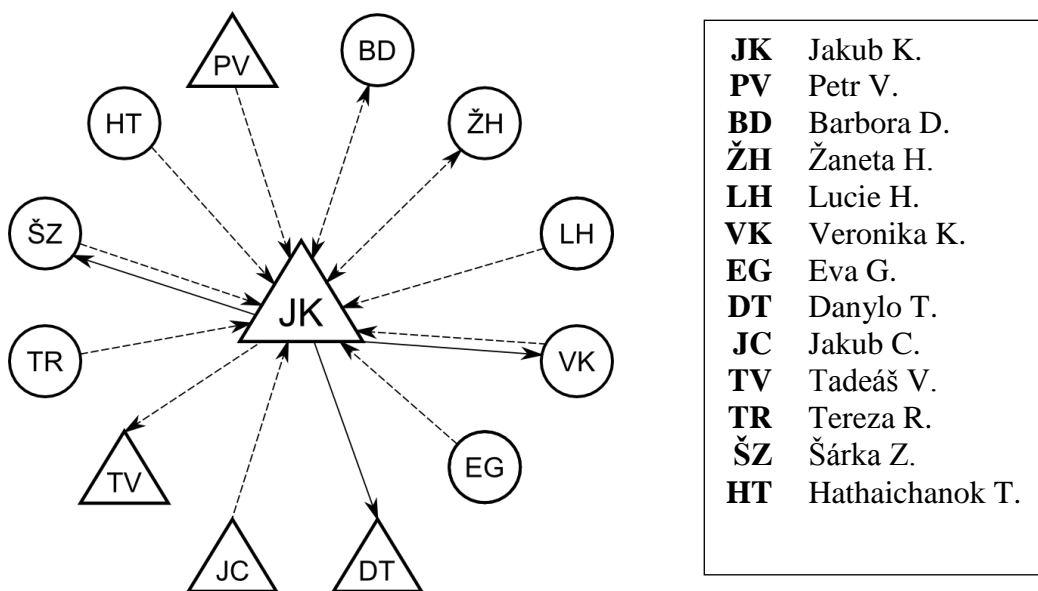 PV
BD
HT
ŽH
ŠZ
LH
JK
TR
VK
TV
EG
JC
DT
JK Jakub K.
PV Petr V.
BD Barbora D.
ŽH Žaneta H.
LH Lucie H.
VK Veronika K.
EG Eva G.
DT Danylo T.
JC Jakub C.
TV Tadeáš V.
TR Tereza R.
ŠZ Šárka Z.
HT Hathaichanok T.